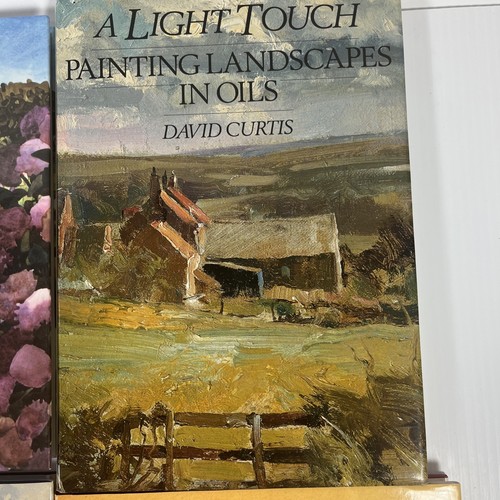 A LIGHT TOUCH
PAINTING LANDSCAPES
IN OILS
DAVID CURTIS